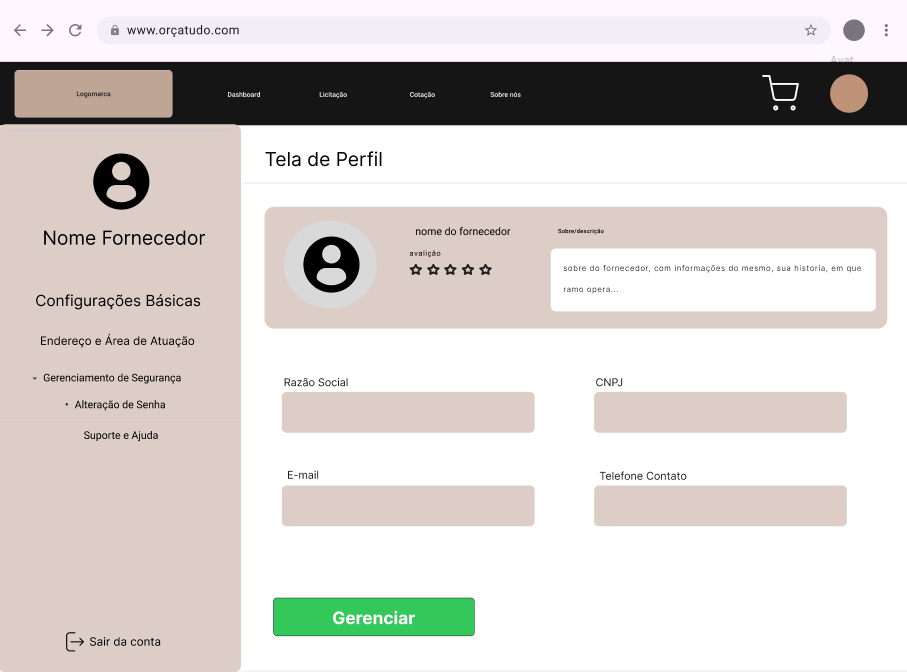 www.orçatudo.com
Avat
Logomarca
Dashboard
Licitação
Cotação
Sobre nós
Nome Fornecedor
Configurações Básicas
Endereço e Área de Atuação
Gerenciamento de Segurança
• Alteração de Senha
Suporte e Ajuda
Sair da conta
Tela de Perfil
nome do fornecedor
avalição
Sobre/descrição
sobre do fornecedor, com informações do mesmo, sua historia, em que
ramo opera...
Razão Social
CNPJ
E-mail
Telefone Contato
Gerenciar